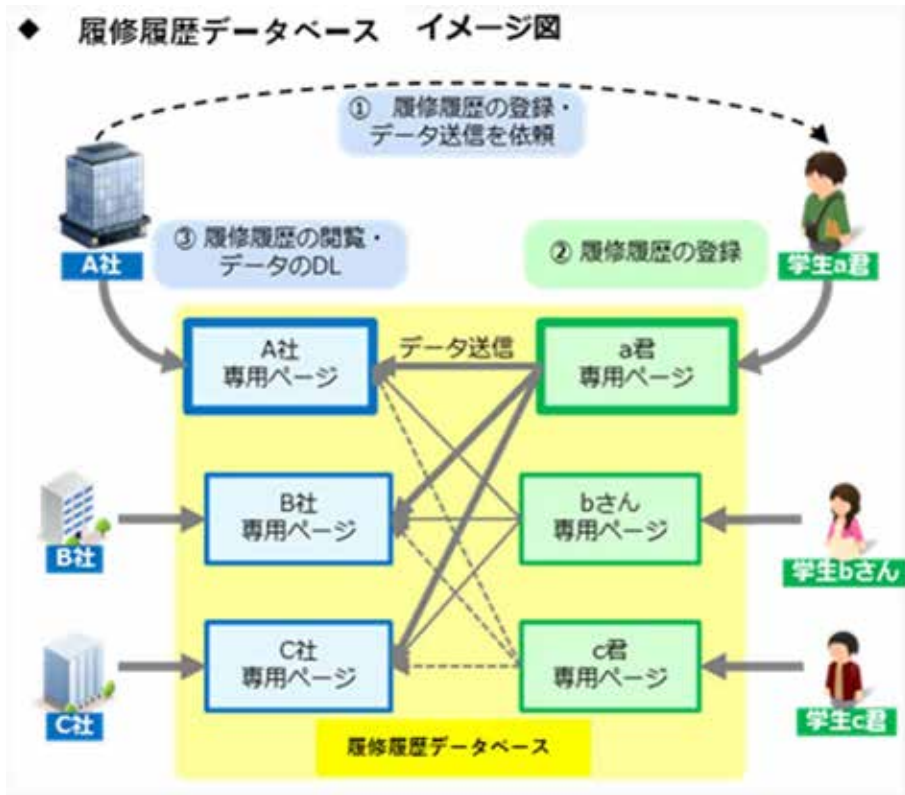 ◆ 履修履歴データベース イメージ図
① 履修履歴の登録・
データ送信を依頼
A社
③ 履修履歴の閲覧・
データのDL
② 履修履歴の登録
学生a君
A社
専用ページ
データ送信
a君
専用ページ
B社
B社
専用ページ
bさん
専用ページ
学生bさん
C社
C社
専用ページ
c君
専用ページ
学生c君
履修履歴データベース